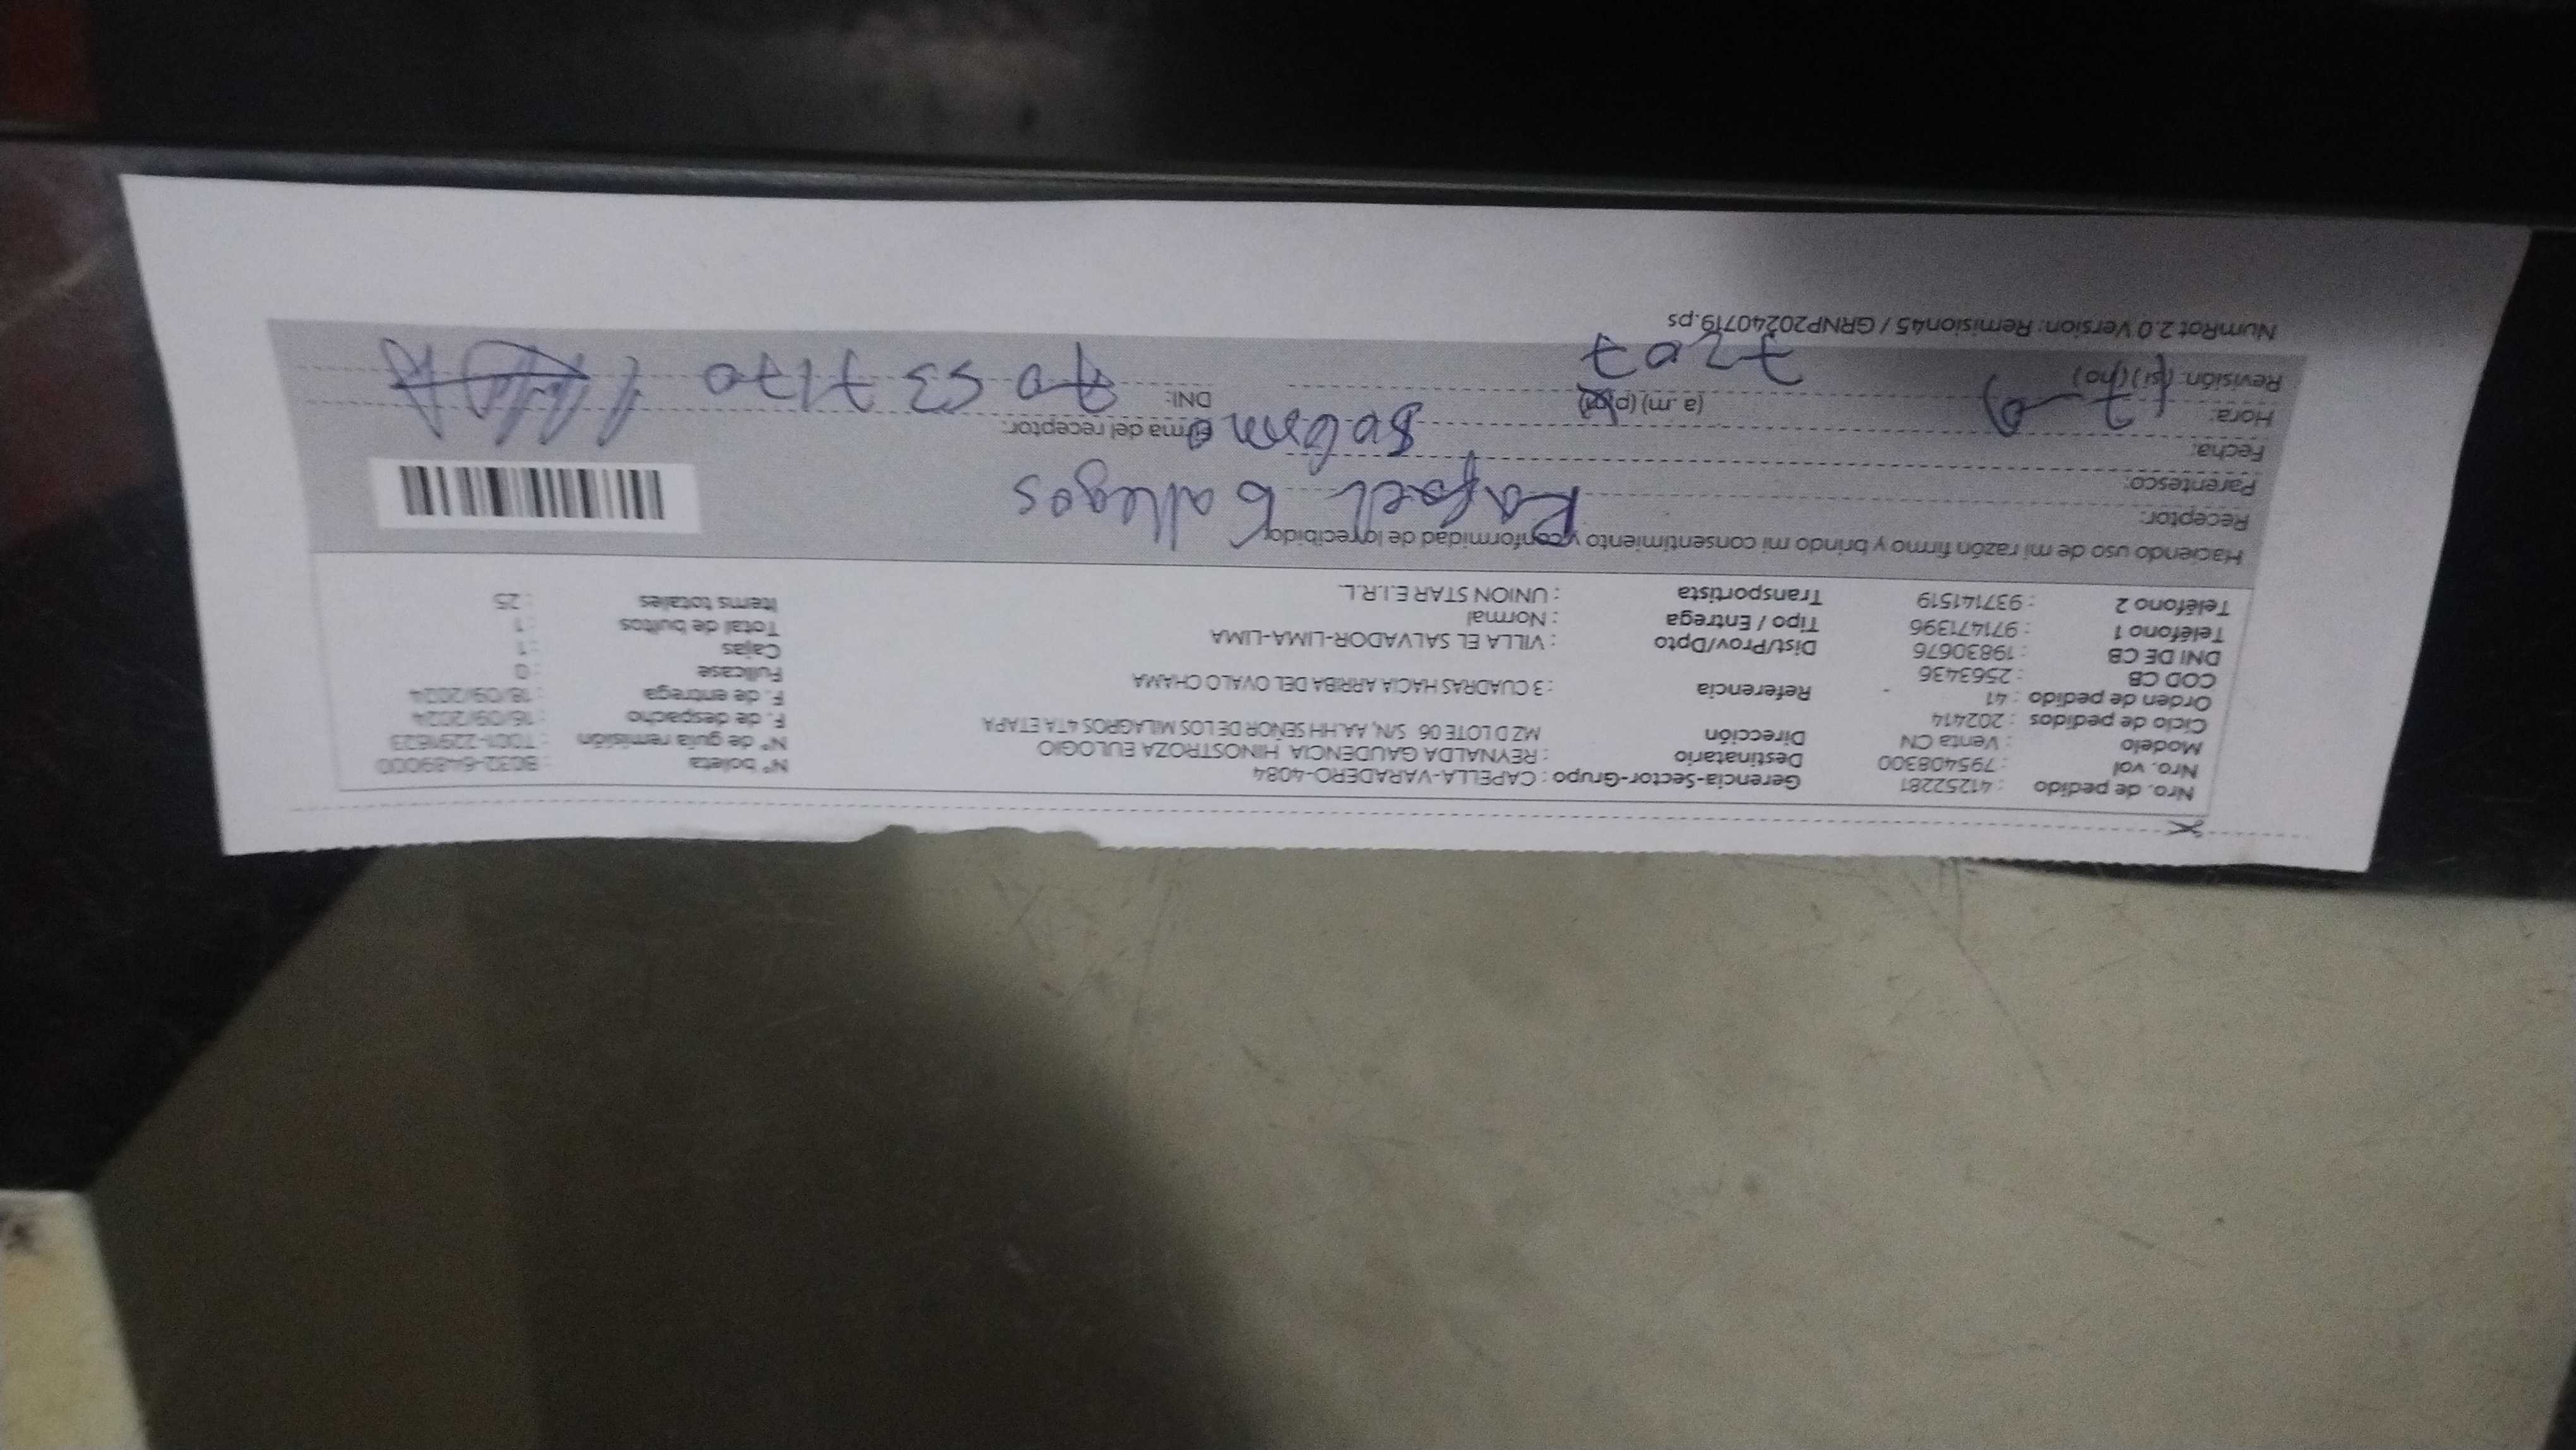 Nro. de pedido : 41252281 Gerencia-Sector-Grupo : CAPELLA-VARADERO-4084 N° boleta : B032-6489000
Nro. vol : 795408300 Destinatario : REYNALDA GAUDENCIA HINOSTROZA EULOGIO N° de guía remisión : T001-22911623
Modelo : Venta CN Dirección MZ D LOTE 06 S/N, AA.HH SEÑOR DE LOS MILAGROS 4TA ETAPA F. de despacho : 16/09/2024
Ciclo de pedidos : 202414 F. de entrega : 18/09/2024
Orden de pedido : 41 Referencia : 3 CUADRAS HACIA ARRIBA DEL OVALO CHAMA Fullcase : 0
COD CB : 2563436 Cajas : 1
DNI DE CB : 19830676 Dist/Prov/Dpto : VILLA EL SALVADOR-LIMA-LIMA Total de bultos : 1
Teléfono 1 : 971471396 Tipo / Entrega : Normal Items totales : 25
Teléfono 2 : 937141519 Transportista : UNION STAR E.I.R.L.
Haciendo uso de mi razón firmo y brindo mi consentimiento y conformidad de lo recibido.
Receptor: Rafael Gallegos
Parentesco:
Fecha: Firma del receptor:
Hora: (a.m) (p.m) DNI: 70 53 7170
Revisión: (si) (no) 7207
NumRot 2.0 Version: Remision45 / GRNP20240719.ps